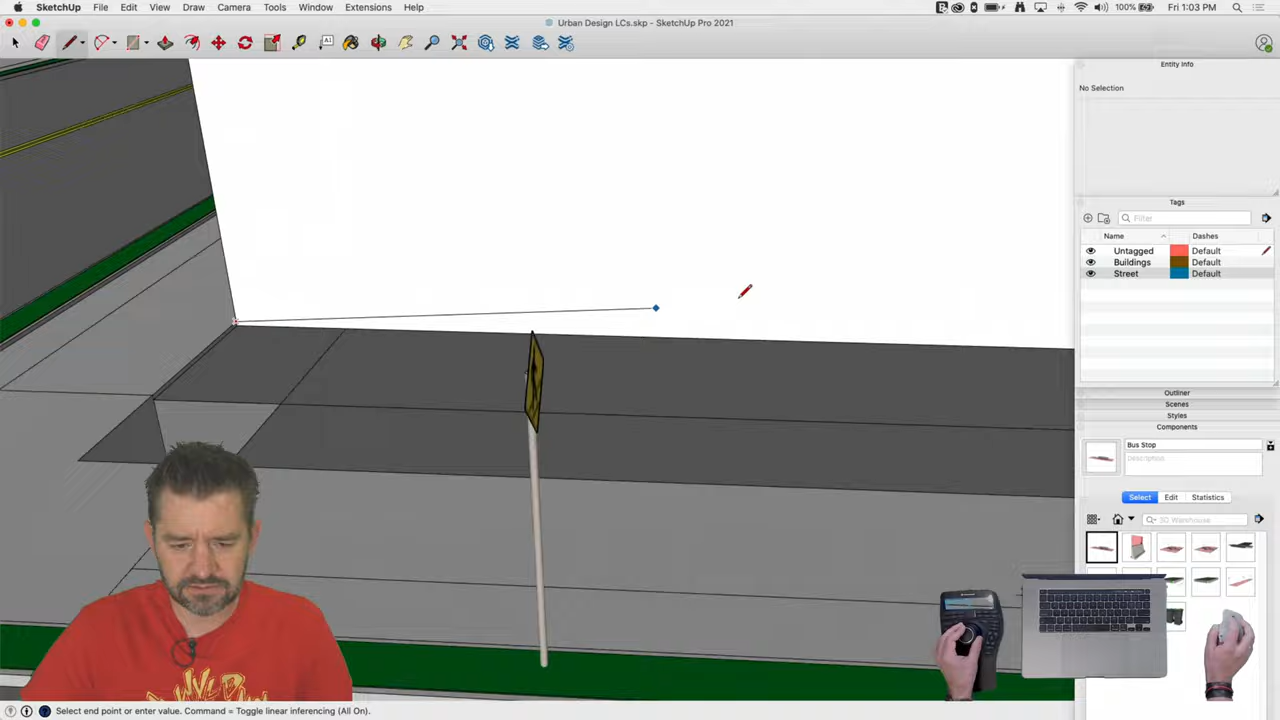 SketchUp File Edit View Draw Camera Tools Window Extensions Help 100% Fri 1:03 PM
Urban Design LCs.skp - SketchUp Pro 2021
Entity Info
No Selection
Tags
Filter
Name Dashes
Untagged Default
Buildings Default
Street Default
Outliner
Scenes
Styles
Components
Bus Stop
Description
Select Edit Statistics
3D Warehouse
Select end point or enter value. Command = Toggle linear inferencing (All On).